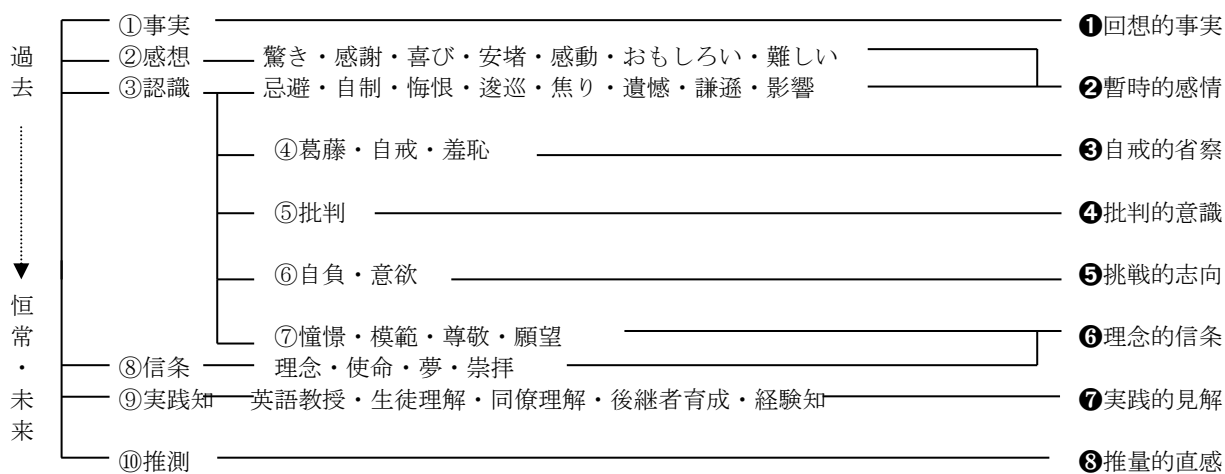 過去
恒常・未来
①事実 ❶回想的事実
②感想 驚き・感謝・喜び・安堵・感動・おもしろい・難しい
③認識 忌避・自制・悔恨・逡巡・焦り・遺憾・謙遜・影響 ❷暫時的感情
④葛藤・自戒・羞恥 ❸自戒的省察
⑤批判 ❹批判的意識
⑥自負・意欲 ❺挑戦的志向
⑦憧憬・模範・尊敬・願望 ❻理念的信条
⑧信条 理念・使命・夢・崇拝
⑨実践知 英語教授・生徒理解・同僚理解・後継者育成・経験知 ❼実践的見解
⑩推測 ❽推量的直感